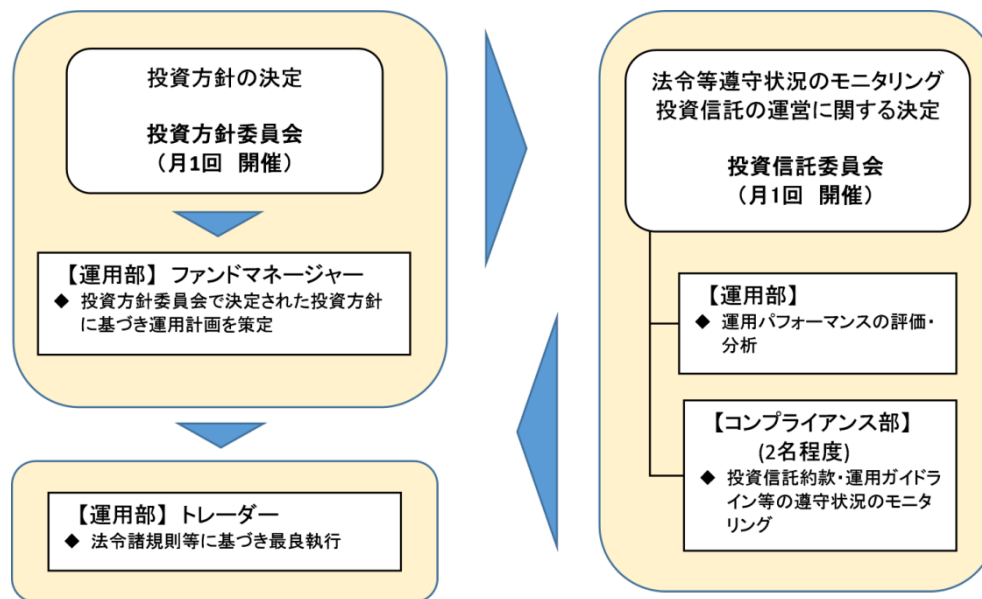 投資方針の決定
投資方針委員会
（月1回 開催）
【運用部】ファンドマネージャー
◆ 投資方針委員会で決定された投資方針
に基づき運用計画を策定
【運用部】トレーダー
◆ 法令諸規則等に基づき最良執行
法令等遵守状況のモニタリング
投資信託の運営に関する決定
投資信託委員会
（月1回 開催）
【運用部】
◆ 運用パフォーマンスの評価・
分析
【コンプライアンス部】
(2名程度)
◆ 投資信託約款・運用ガイドラ
イン等の遵守状況のモニタ
リング